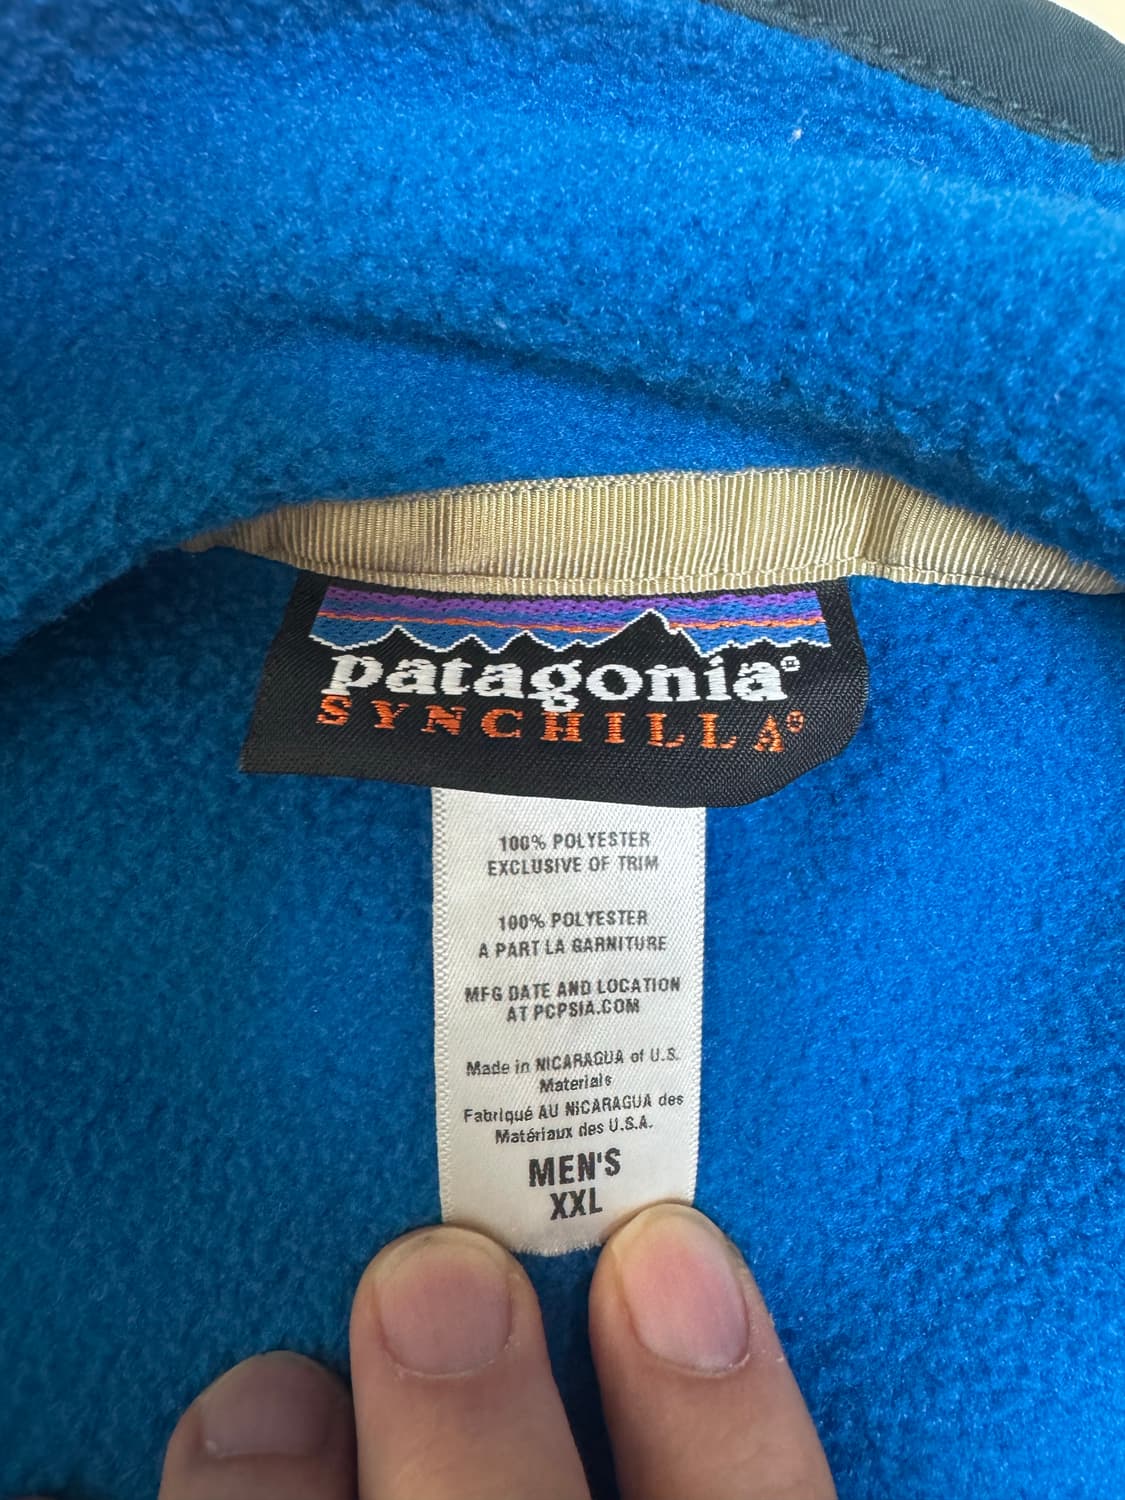 patagonia®
SYNCHILLA®
100% POLYESTER
EXCLUSIVE OF TRIM
100% POLYESTER
A PART LA GARNITURE
MFG DATE AND LOCATION
AT PCPSIA.COM
Made in NICARAGUA of U.S.
Materials
Fabriqué AU NICARAGUA des
Matériaux des U.S.A.
MEN'S
XXL